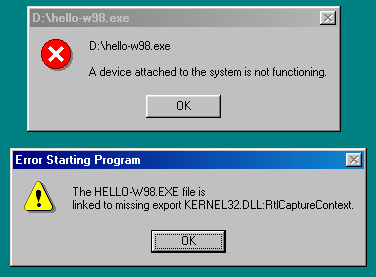 D:\hello-w98.exe
D:\hello-w98.exe
A device attached to the system is not functioning.
OK
Error Starting Program
The HELLO-W98.EXE file is
linked to missing export KERNEL32.DLL:RtlCaptureContext.
OK